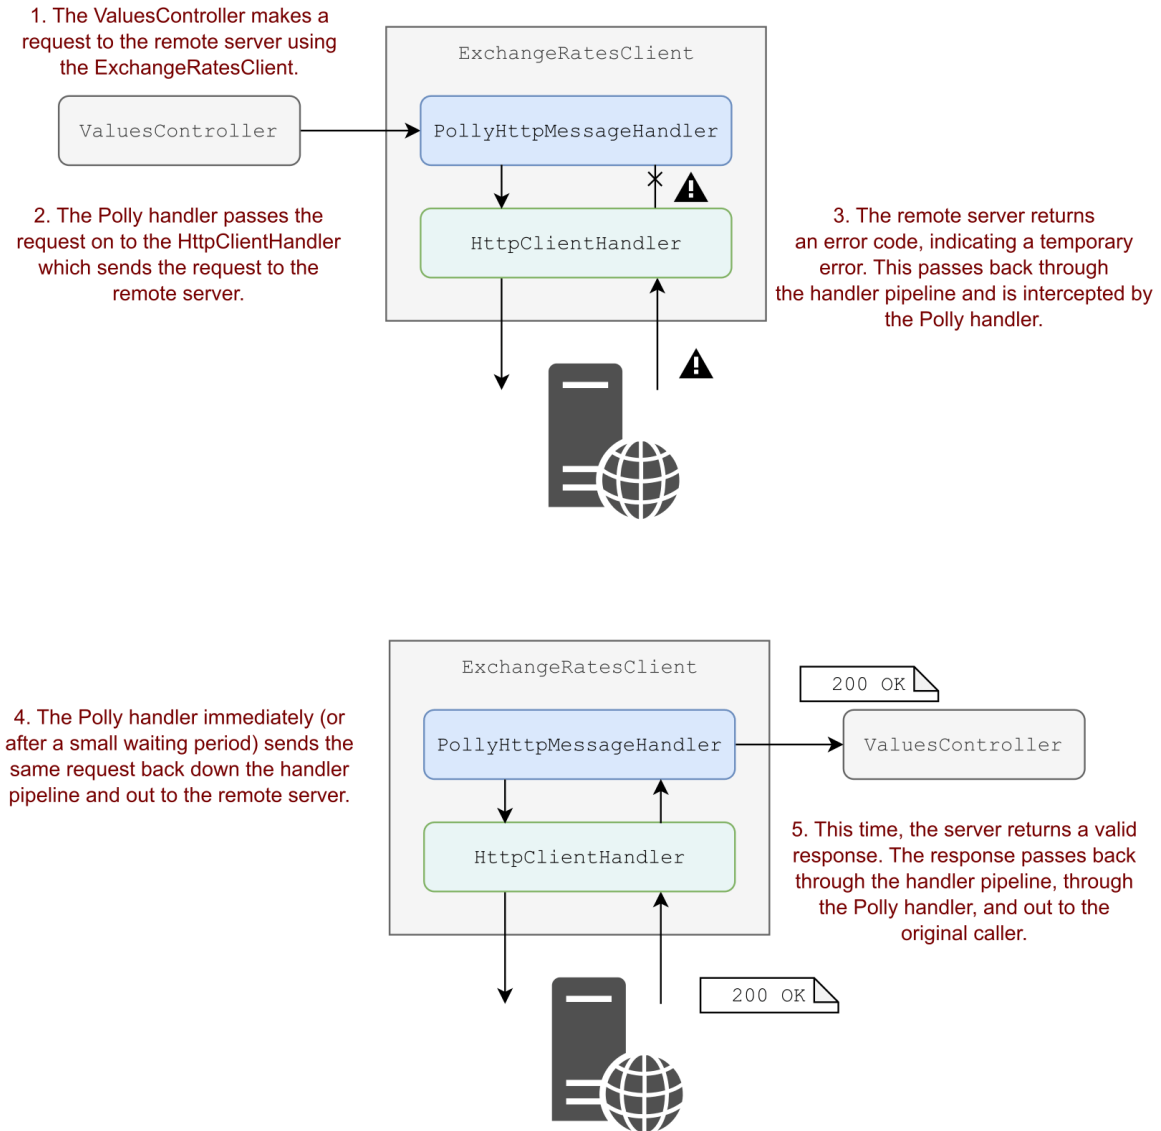 1. The ValuesController makes a
request to the remote server using
the ExchangeRatesClient.
ExchangeRatesClient
ValuesController
PollyHttpMessageHandler
2. The Polly handler passes the
request on to the HttpClientHandler
which sends the request to the
remote server.
HttpClientHandler
3. The remote server returns
an error code, indicating a temporary
error. This passes back through
the handler pipeline and is intercepted by
the Polly handler.
ExchangeRatesClient
200 OK
4. The Polly handler immediately (or
after a small waiting period) sends the
same request back down the handler
pipeline and out to the remote server.
PollyHttpMessageHandler
ValuesController
HttpClientHandler
5. This time, the server returns a valid
response. The response passes back
through the handler pipeline, through
the Polly handler, and out to the
original caller.
200 OK